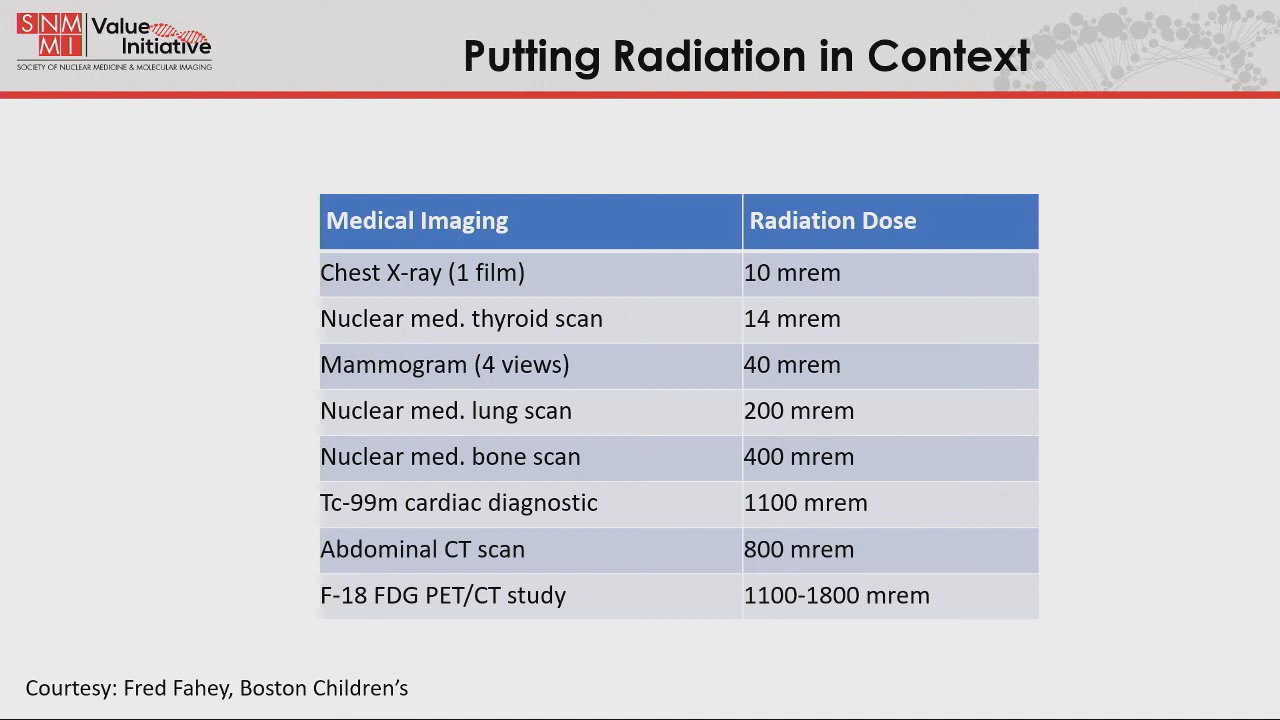 SNM
MI
Value
Initiative
SOCIETY OF NUCLEAR MEDICINE & MOLECULAR IMAGING
Putting Radiation in Context
Medical Imaging Radiation Dose
Chest X-ray (1 film) 10 mrem
Nuclear med. thyroid scan 14 mrem
Mammogram (4 views) 40 mrem
Nuclear med. lung scan 200 mrem
Nuclear med. bone scan 400 mrem
Tc-99m cardiac diagnostic 1100 mrem
Abdominal CT scan 800 mrem
F-18 FDG PET/CT study 1100-1800 mrem
Courtesy: Fred Fahey, Boston Children’s